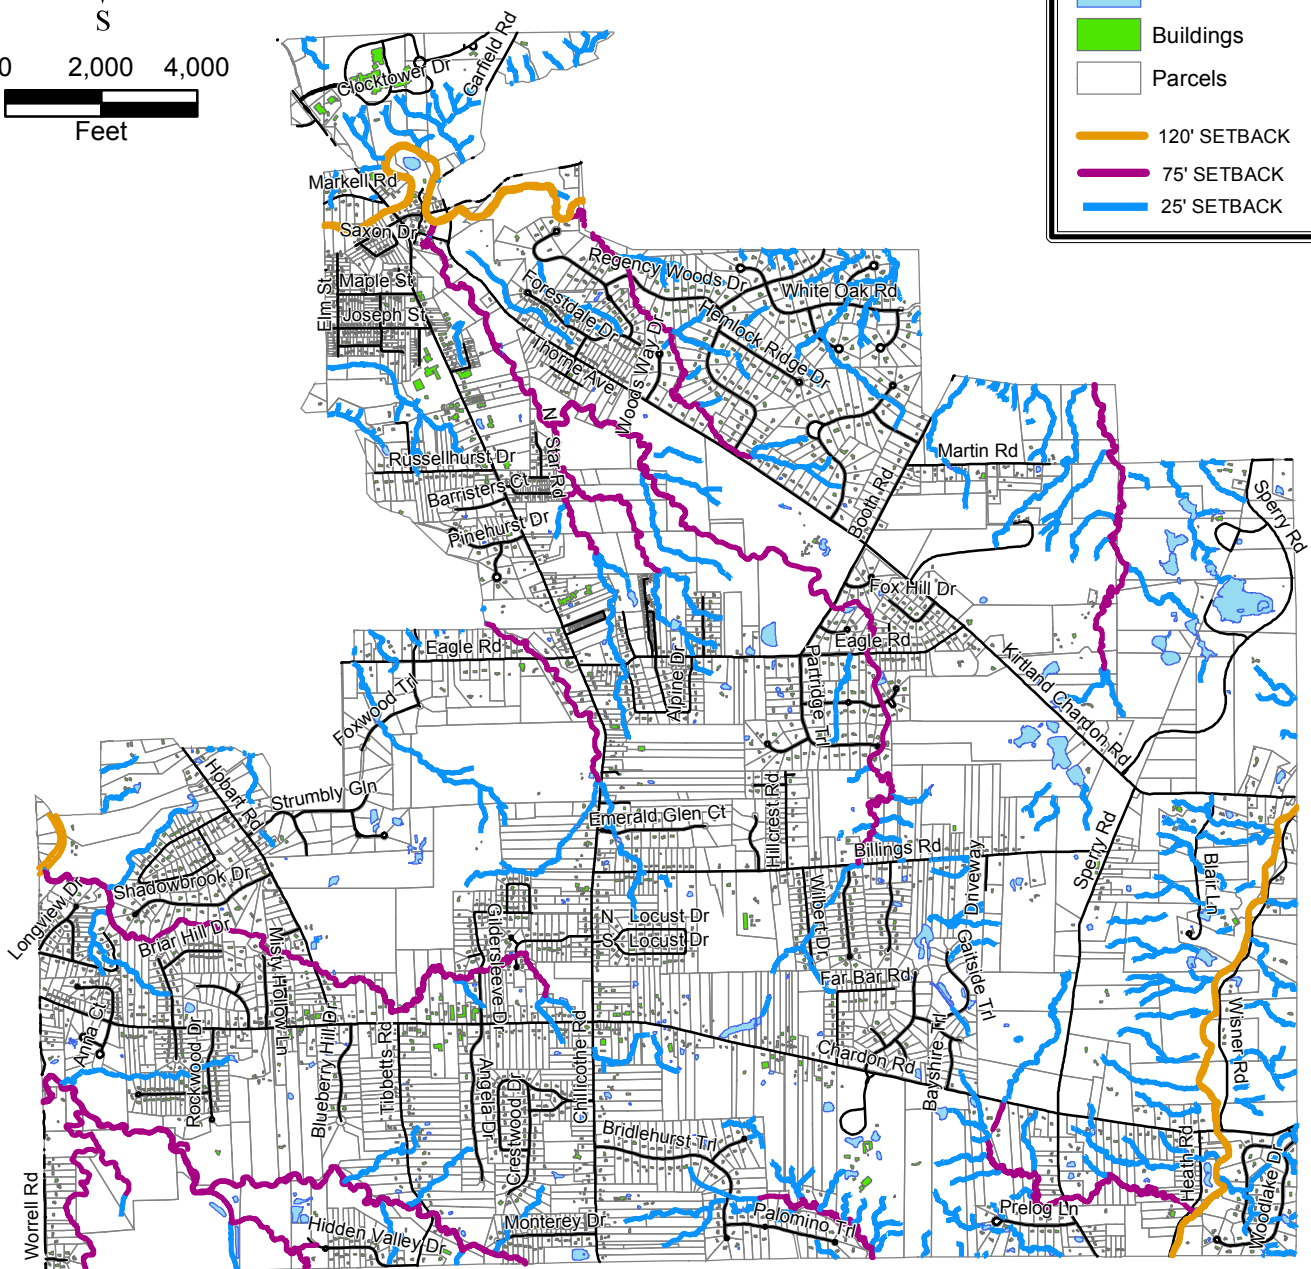 S
0 2,000 4,000
Feet
Buildings
Parcels
120' SETBACK
75' SETBACK
25' SETBACK
Clocktower Dr
Garfield Rd
Markell Rd
Saxon Dr
Elm St
Maple St
Joseph St
Regency Woods Dr
White Oak Rd
Forestdale Dr
Hemlock Ridge Dr
Thorne Ave
Woods Way Dr
N Star Rd
Russellhurst Dr
Barristers Ct
Pinehurst Dr
Martin Rd
Booth Rd
Sperry Rd
Fox Hill Dr
Eagle Rd
Eagle Rd
Kirtland Chardon Rd
Alpine Dr
Partridge Trl
Foxwood Trl
Hobart Rd
Strumbly Gln
Emerald Glen Ct
Hillcrest Rd
Billings Rd
Sperry Rd
Blair Ln
Driveway
Shadowbrook Dr
Longview Dr
Briar Hill Dr
Misty Hollow Ln
Gildersleeve Dr
N Locust Dr
S Locust Dr
Wilbert Dr
Far Bar Rd
Gaitside Trl
Wisner Rd
Anna Ct
Rockwood Dr
Blueberry Hill Dr
Tibbetts Rd
Angela Dr
Crestwood Dr
Chillicothe Rd
Chardon Rd
Bayshire Trl
Bridlehurst Trl
Heath Rd
Woodlake Dr
Worrell Rd
Hidden Valley D
Monterey Dr
Palomino Trl
Prelog Ln